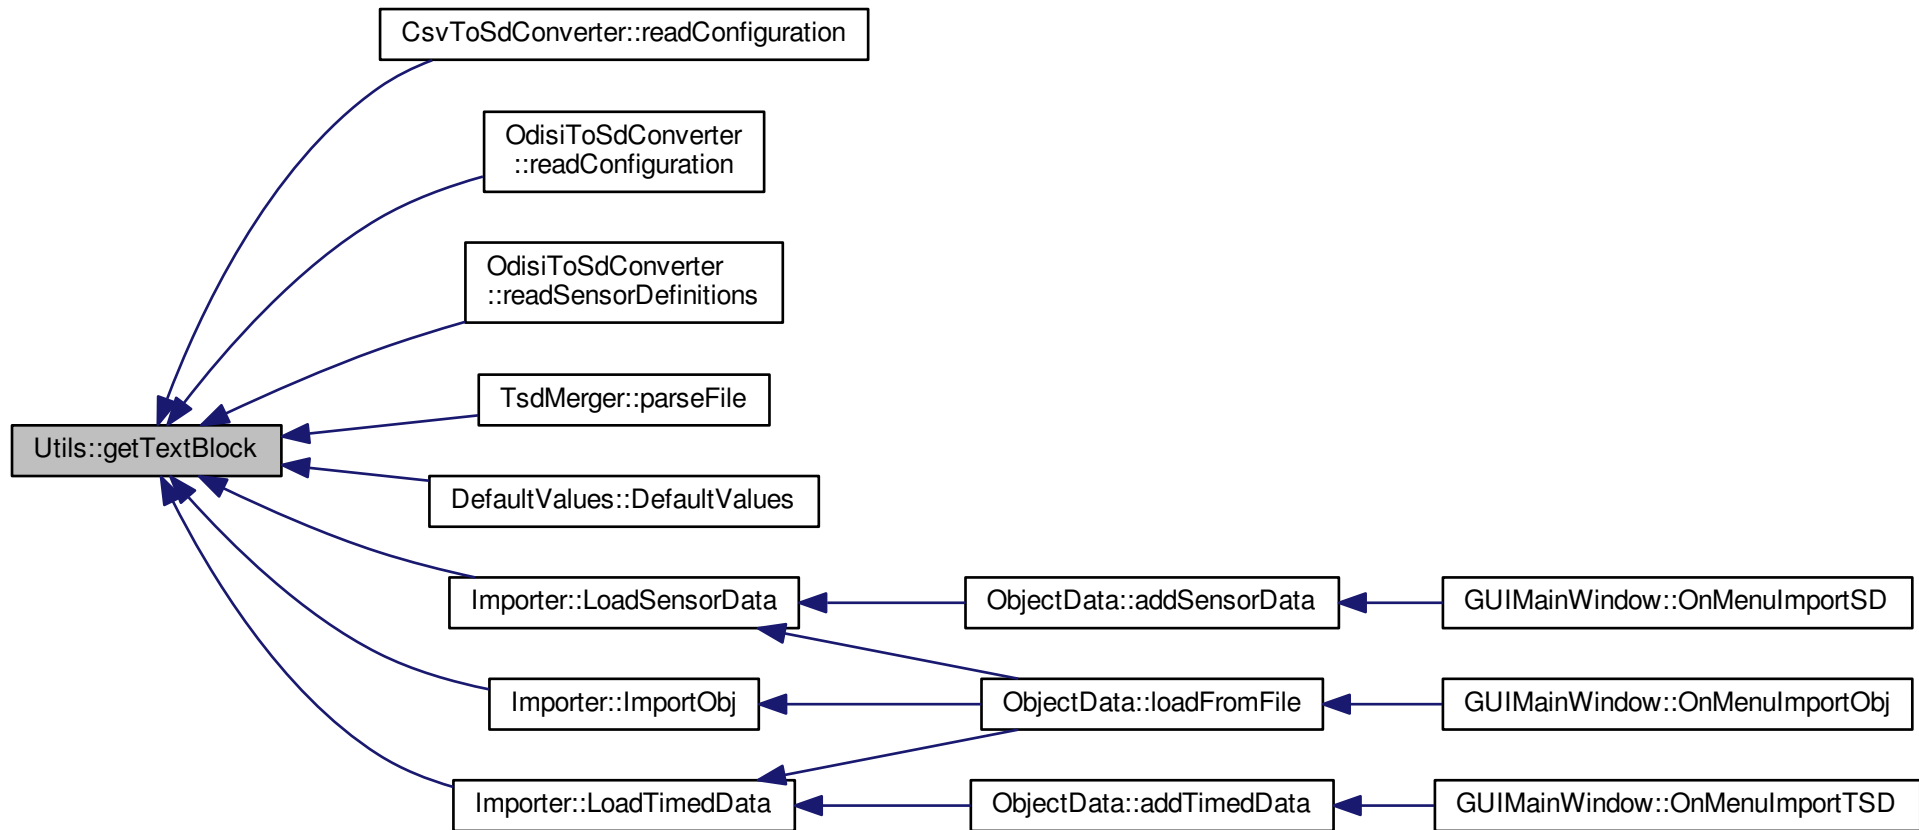 CsvToSdConverter::readConfiguration
OdisiToSdConverter
::readConfiguration
OdisiToSdConverter
::readSensorDefinitions
TsdMerger::parseFile
Utils::getTextBlock
DefaultValues::DefaultValues
Importer::LoadSensorData
ObjectData::addSensorData
GUIMainWindow::OnMenuImportSD
Importer::ImportObj
ObjectData::loadFromFile
GUIMainWindow::OnMenuImportObj
Importer::LoadTimedData
ObjectData::addTimedData
GUIMainWindow::OnMenuImportTSD